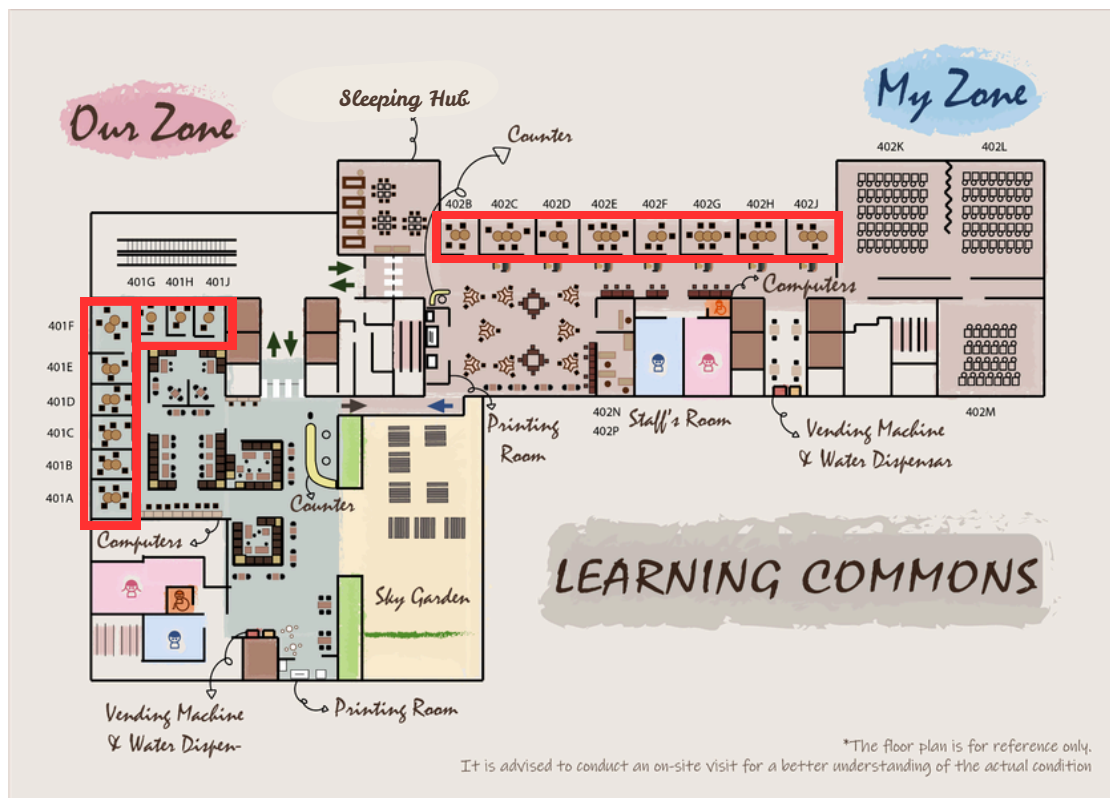 Our Zone
Sleeping Hub
My Zone
Counter
402K
402L
402B
402C
402D
402E
402F
402G
402H
402J
401G
401H
401J
Computers
401F
401E
401D
401C
401B
401A
402N
402P
Staff's Room
402M
Printing
Room
Vending Machine
& Water Dispensar
Counter
Computers
Sky Garden
LEARNING COMMONS
Vending Machine
& Water Dispen-
Printing Room
*The floor plan is for reference only.
It is advised to conduct an on-site visit for a better understanding of the actual condition